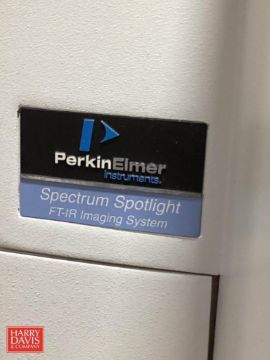 PerkinElmer
instruments.
Spectrum Spotlight
FT-IR Imaging System
HARRY
DAVIS
& COMPANY